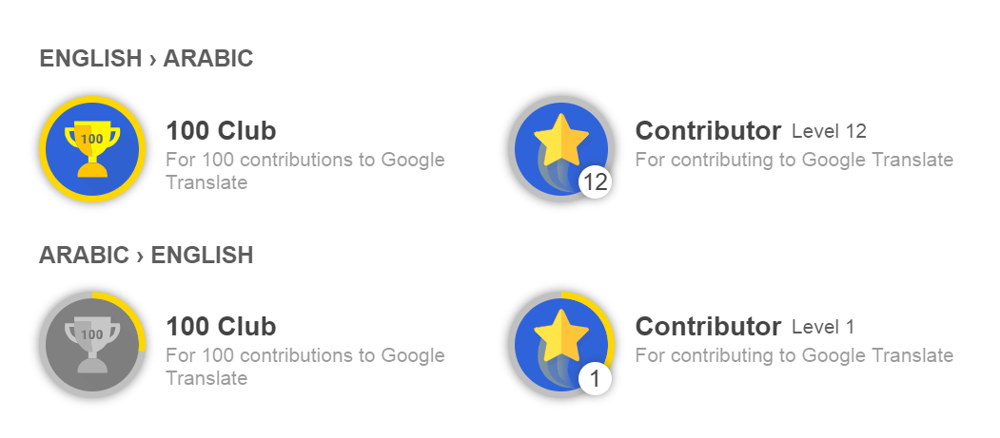 ENGLISH › ARABIC
100
100 Club
For 100 contributions to Google
Translate
12
Contributor Level 12
For contributing to Google Translate
ARABIC › ENGLISH
100
100 Club
For 100 contributions to Google
Translate
1
Contributor Level 1
For contributing to Google Translate